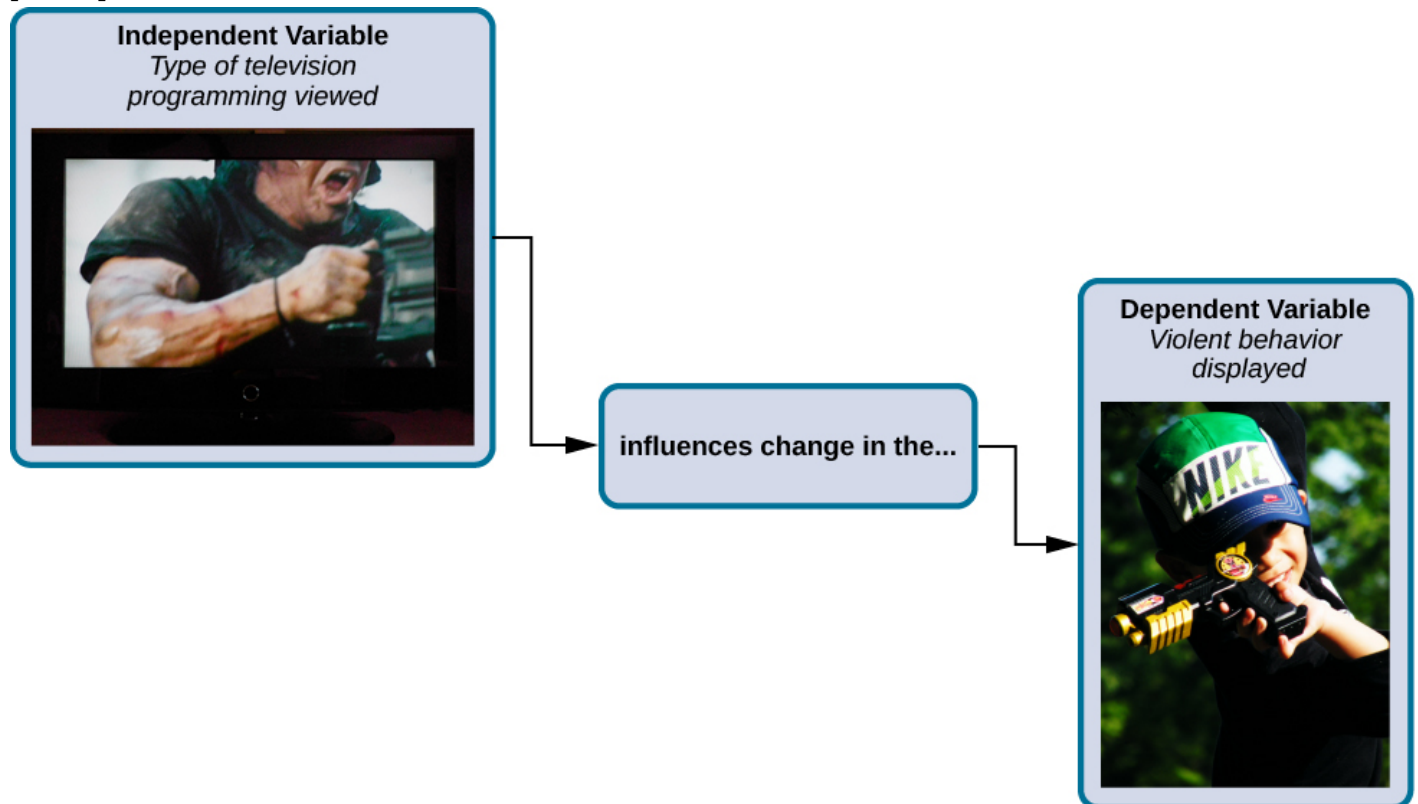 Independent Variable
Type of television
programming viewed
influences change in the...
Dependent Variable
Violent behavior
displayed
NIKE